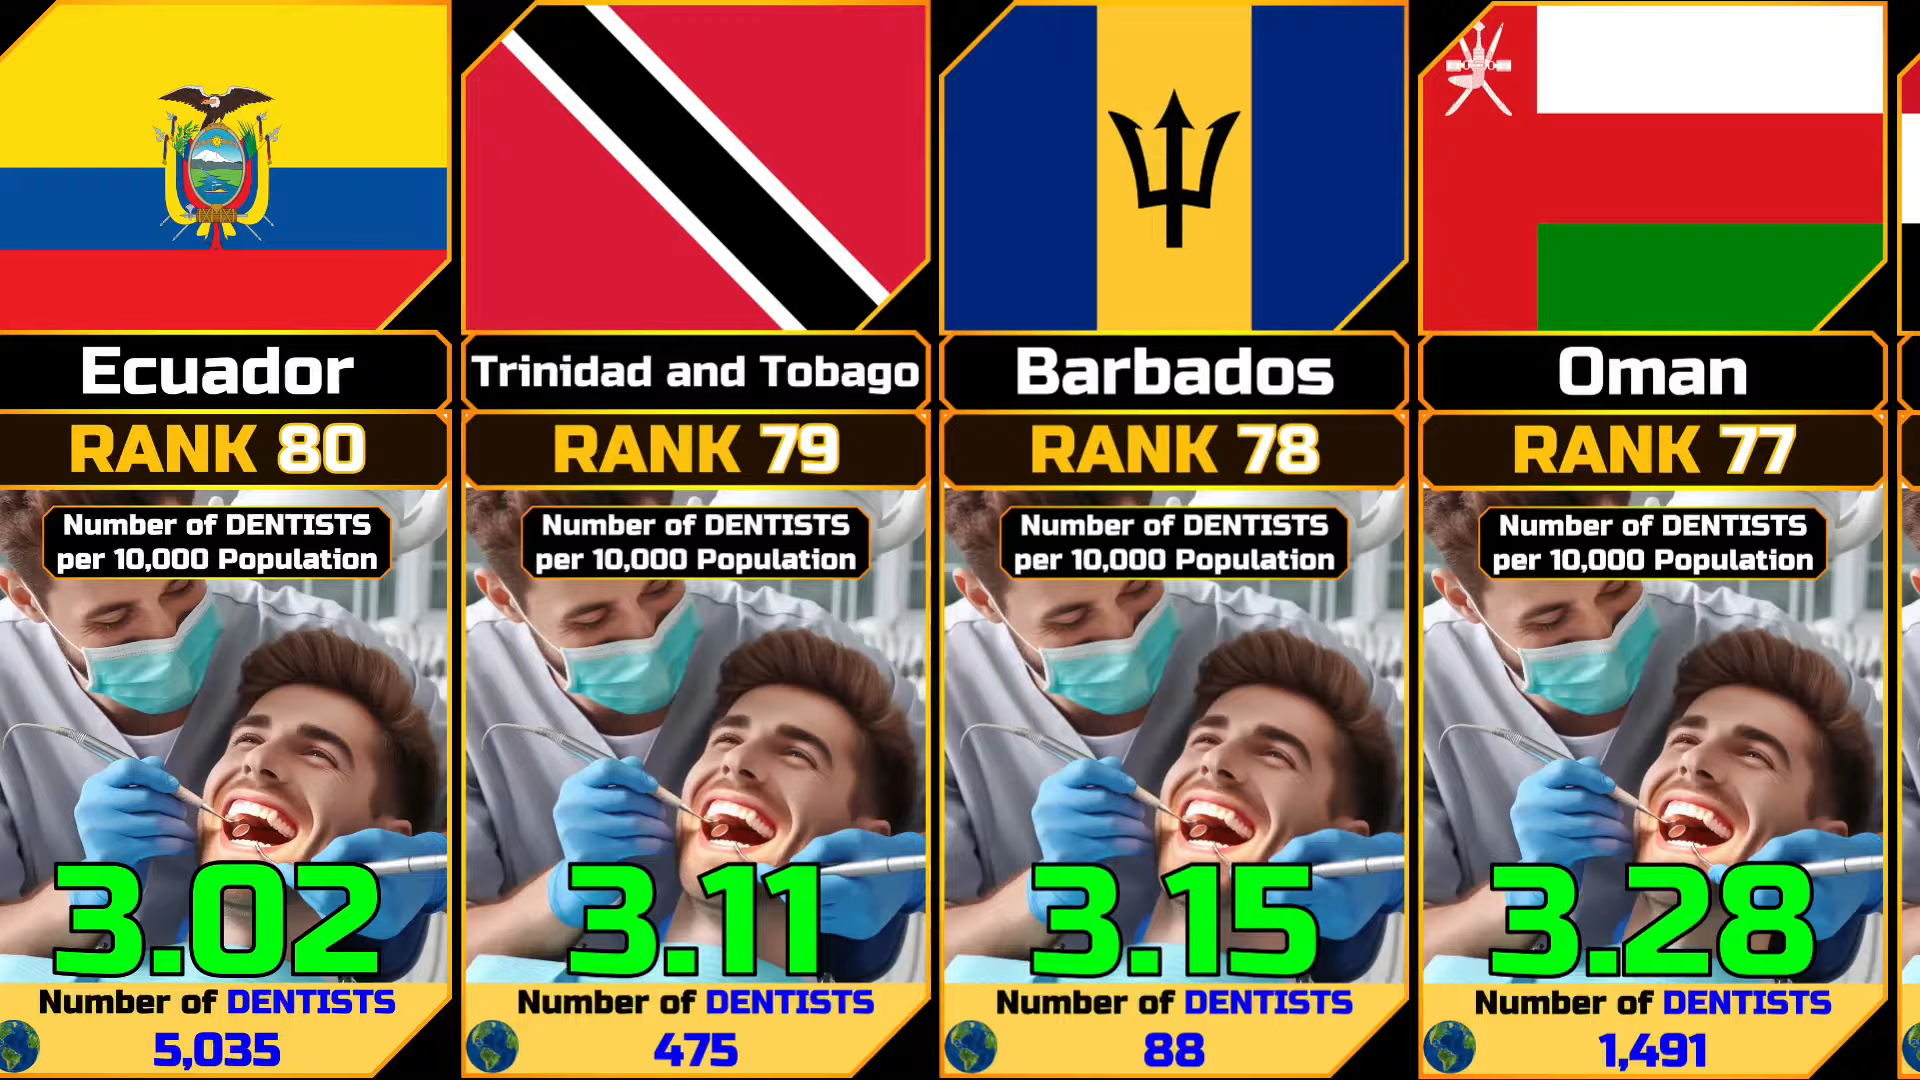 Ecuador
RANK 80
Number of DENTISTS
per 10,000 Population
3.02
Number of DENTISTS
5,035
Trinidad and Tobago
RANK 79
Number of DENTISTS
per 10,000 Population
3.11
Number of DENTISTS
475
Barbados
RANK 78
Number of DENTISTS
per 10,000 Population
3.15
Number of DENTISTS
88
Oman
RANK 77
Number of DENTISTS
per 10,000 Population
3.28
Number of DENTISTS
1,491